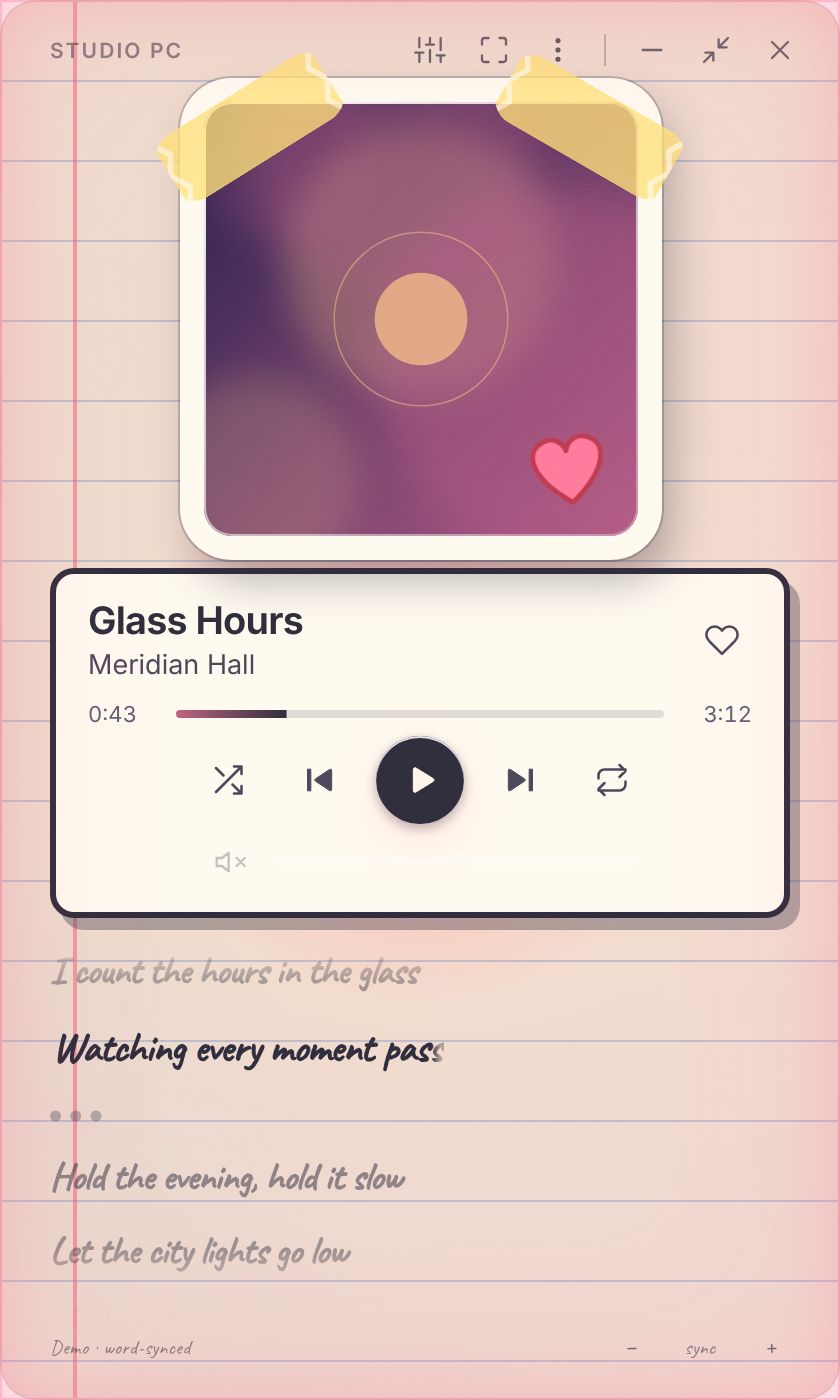 STUDIO PC
Glass Hours
Meridian Hall
0:43
3:12
I count the hours in the glass
Watching every moment pass
Hold the evening, hold it slow
Let the city lights go low
Demo · word-synced
− sync +